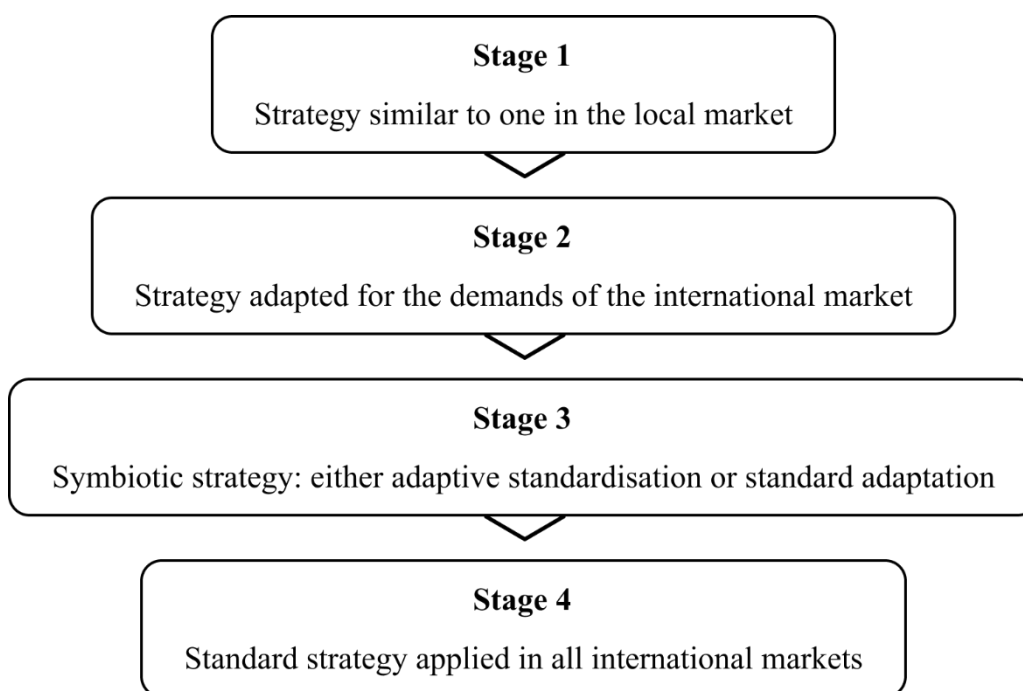 Stage 1
Strategy similar to one in the local market
Stage 2
Strategy adapted for the demands of the international market
Stage 3
Symbiotic strategy: either adaptive standardisation or standard adaptation
Stage 4
Standard strategy applied in all international markets